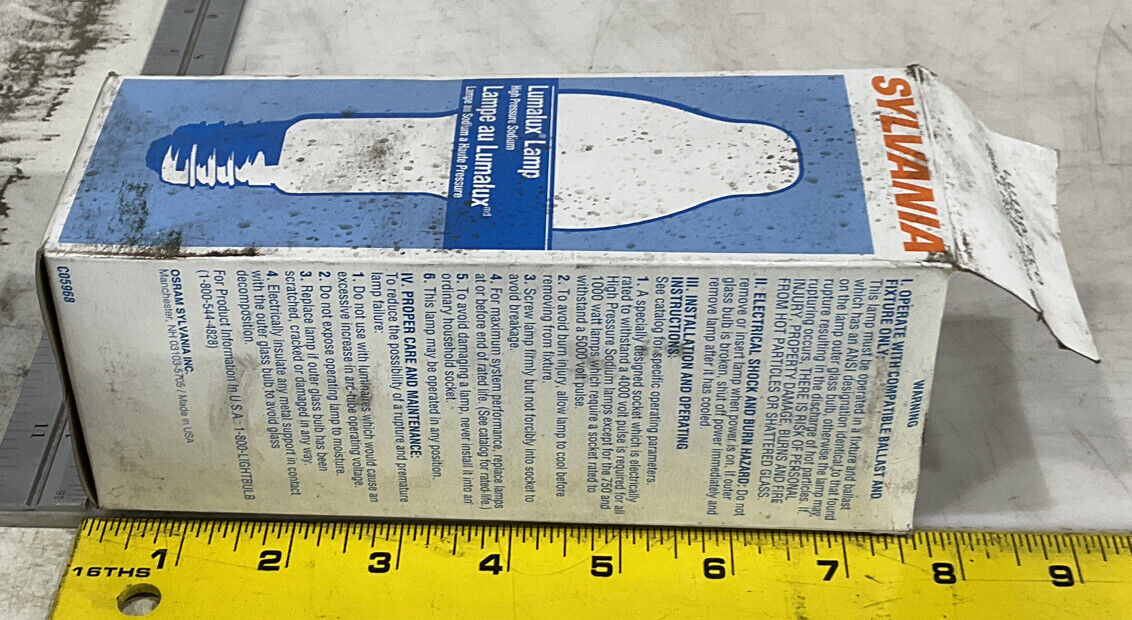 SYLVANIA
Lumalux® Lamp
High Pressure Sodium
Lampe au Lumaluxmd
Lampe au Sodium a Haute Pressure
WARNING
I. OPERATE WITH COMPATIBLE BALLAST AND
FIXTURE ONLY:
This lamp must be operated in a fixture and ballast
which has an ANSI designation identical to that found
on the lamp outer glass bulb, otherwise the lamp may
rupture resulting in the discharge of hot particles. If
rupturing occurs, THERE IS RISK OF PERSONAL
INJURY, PROPERTY DAMAGE, BURNS AND FIRE
FROM HOT PARTICLES OR SHATTERED GLASS.
II. ELECTRICAL SHOCK AND BURN HAZARD: Do not
remove or insert lamp when power is on. If outer
glass bulb is broken, shut off power immediately and
remove lamp after it has cooled
III. INSTALLATION AND OPERATING
INSTRUCTIONS:
See catalog for specific operating parameters.
1. A specially designed socket which is electrically
rated to withstand a 4000 volt pulse is required for all
High Pressure Sodium lamps except for the 750 and
1000 watt lamps which require a socket rated to
withstand a 5000 volt pulse.
2. To avoid burn injury, allow lamp to cool before
removing from fixture.
3. Screw lamp firmly but not forcibly into socket to
avoid breakage.
4. For maximum system performance, replace lamps
at or before end of rated life. (See catalog for rated life.)
5. To avoid damaging a lamp, never install it into an
ordinary household socket.
6. This lamp may be operated in any position.
IV. PROPER CARE AND MAINTENANCE:
To reduce the possibility of a rupture and premature
lamp failure:
1. Do not use with luminaires which would cause an
excessive increase in arc-tube operating voltage.
2. Do not expose operating lamp to moisture.
3. Replace lamp if outer glass bulb has been
scratched, cracked or damaged in any way.
4. Electrically insulate any metal support in contact
with the outer glass bulb to avoid glass
decomposition.
For Product Information in U.S.A. 1-800-LIGHTBULB
(1-800-544-4828)
OSRAM SYLVANIA INC.
Manchester, NH 03103-5705 / Made in USA
C05968
11
16THS
1 2 3 4 5 6 7 8 9